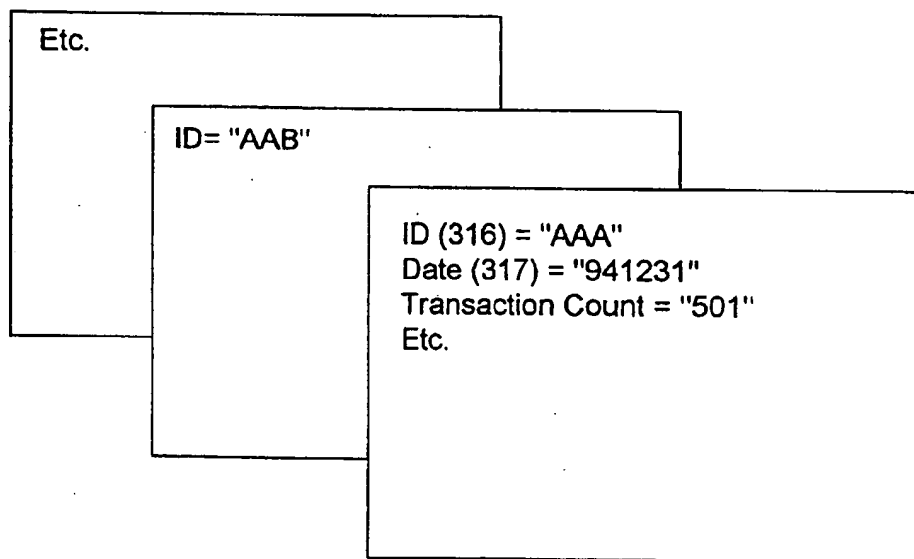 Etc.
ID= "AAB"
ID (316) = "AAA"
Date (317) = "941231"
Transaction Count = "501"
Etc.